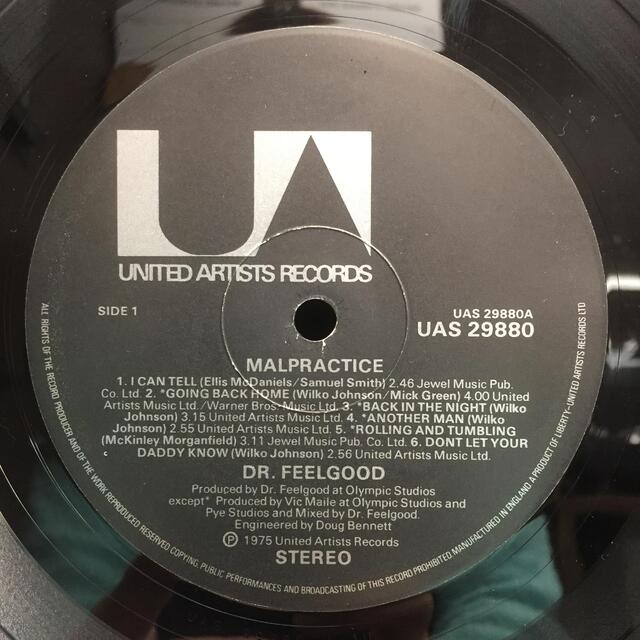 UA
UNITED ARTISTS RECORDS
SIDE 1
UAS 29880A
UAS 29880
MALPRACTICE
1. I CAN TELL (Ellis McDaniels/Samuel Smith) 2.46 Jewel Music Pub.
Co. Ltd. 2. *GOING BACK HOME (Wilko Johnson/Mick Green) 4.00 United
Artists Music Ltd./Warner Bros. Music Ltd. 3. *BACK IN THE NIGHT (Wilko
Johnson) 3.15 United Artists Music Ltd. 4. *ANOTHER MAN (Wilko
Johnson) 2.55 United Artists Music Ltd. 5. *ROLLING AND TUMBLING
(McKinley Morganfield) 3.11 Jewel Music Pub. Co. Ltd. 6. DONT LET YOUR
DADDY KNOW (Wilko Johnson) 2.56 United Artists Music Ltd.
DR. FEELGOOD
Produced by Dr. Feelgood at Olympic Studios
except* Produced by Vic Maile at Olympic Studios and
Pye Studios and Mixed by Dr. Feelgood.
Engineered by Doug Bennett
℗ 1975 United Artists Records
STEREO
ALL RIGHTS OF THE RECORD PRODUCER AND OF THE WORK REPRODUCED RESERVED COPYING, PUBLIC PERFORMANCES AND BROADCASTING OF THIS RECORD PROHIBITED. MANUFACTURED IN ENGLAND A PRODUCT OF LIBERTY-UNITED ARTISTS RECORDS LTD